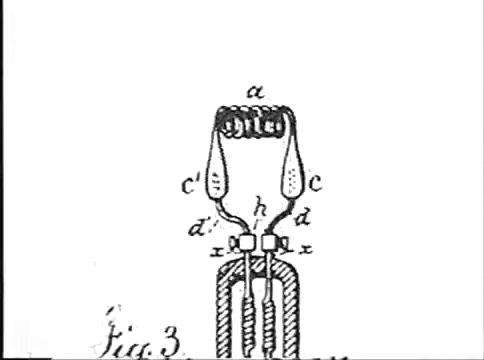 a
c' c
h
d' d
x x
Fig. 3.